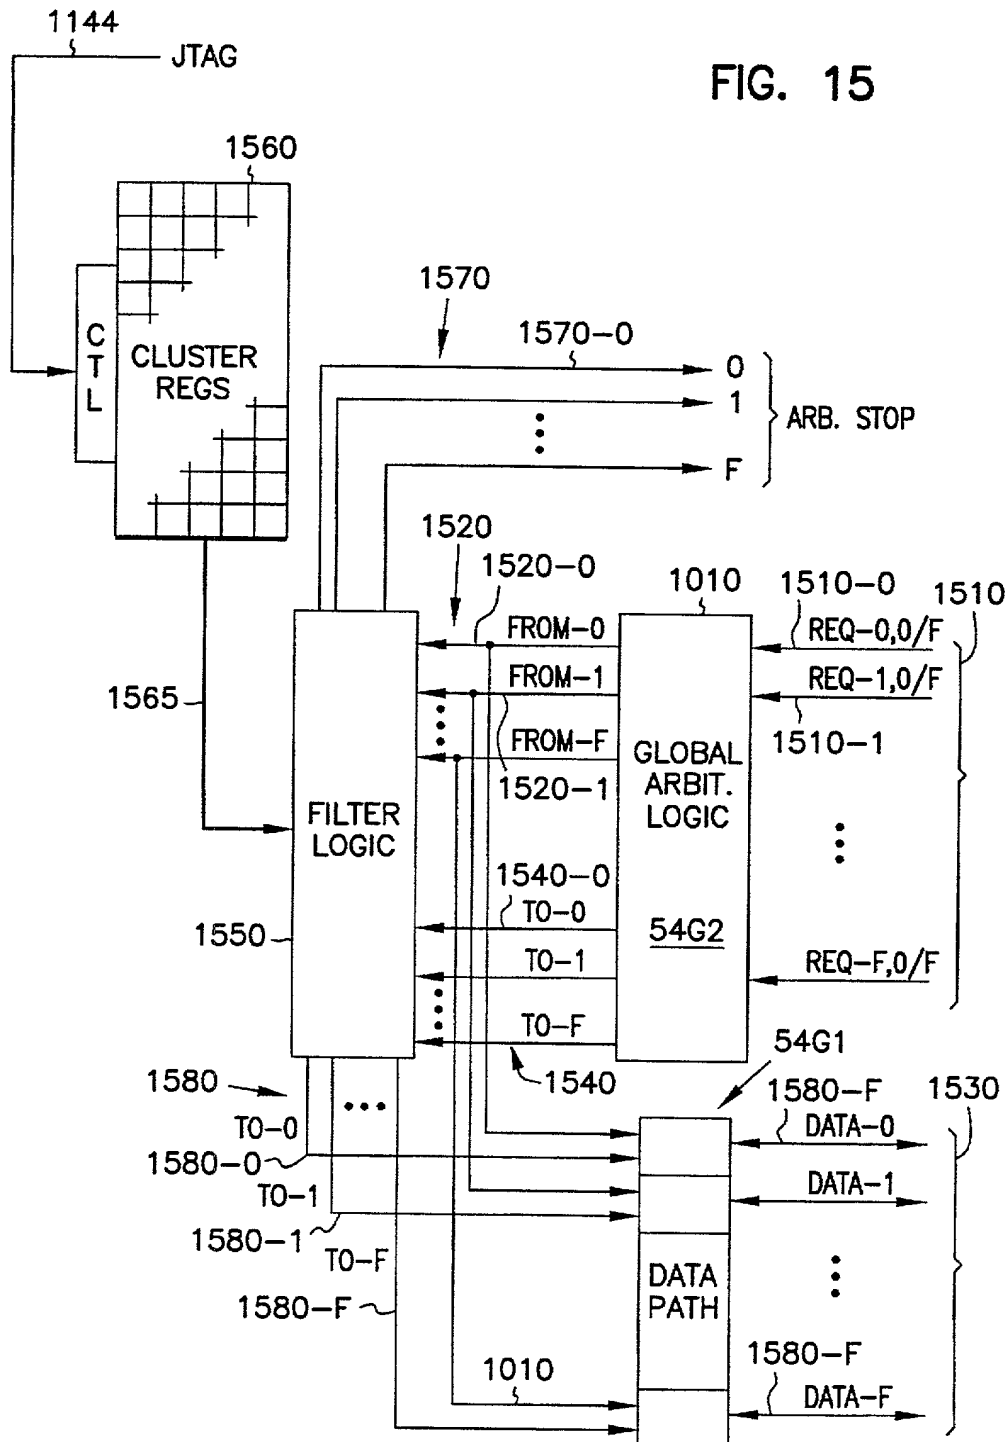 1144
JTAG
FIG. 15
1560
CTL
CLUSTER
REGS
1570
1570-0
0
1
F
ARB. STOP
1520
1520-0
1010
1510-0
1510
FROM-0
REQ-0,0/F
FROM-1
REQ-1,0/F
1565
1510-1
FROM-F
1520-1
GLOBAL
ARBIT.
LOGIC
FILTER
LOGIC
1540-0
TO-0
54G2
1550
TO-1
REQ-F,0/F
TO-F
1540
54G1
1580
1580-F
1530
TO-0
DATA-0
1580-0
TO-1
DATA-1
1580-1
TO-F
DATA
PATH
1580-F
1580-F
1010
DATA-F